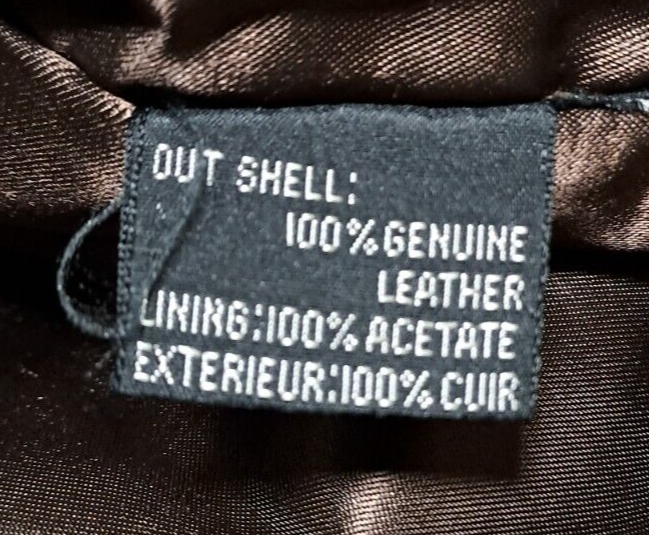 OUT SHELL:
100% GENUINE
LEATHER
LINING:100% ACETATE
EXTERIEUR:100% CUIR